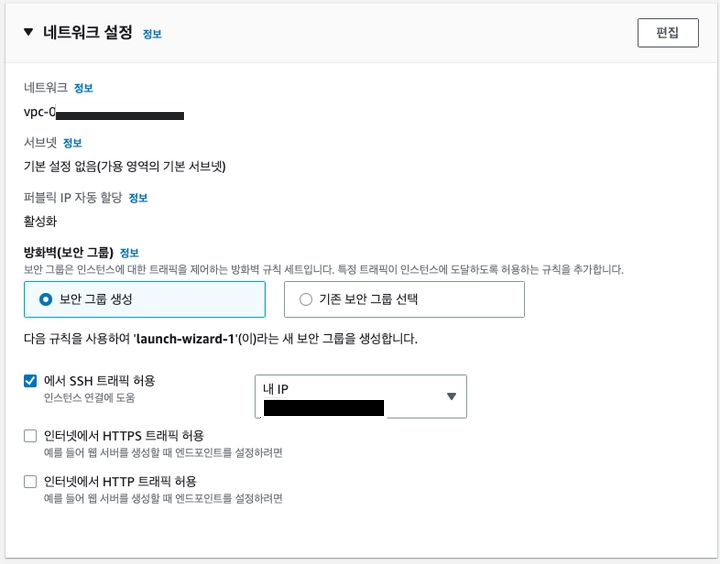 네트워크 설정 정보
편집
네트워크 정보
vpc-0
서브넷 정보
기본 설정 없음(가용 영역의 기본 서브넷)
퍼블릭 IP 자동 할당 정보
활성화
방화벽(보안 그룹) 정보
보안 그룹은 인스턴스에 대한 트래픽을 제어하는 방화벽 규칙 세트입니다. 특정 트래픽이 인스턴스에 도달하도록 허용하는 규칙을 추가합니다.
보안 그룹 생성
기존 보안 그룹 선택
다음 규칙을 사용하여 'launch-wizard-1'(이)라는 새 보안 그룹을 생성합니다.
에서 SSH 트래픽 허용
인스턴스 연결에 도움
내 IP
인터넷에서 HTTPS 트래픽 허용
예를 들어 웹 서버를 생성할 때 엔드포인트를 설정하려면
인터넷에서 HTTP 트래픽 허용
예를 들어 웹 서버를 생성할 때 엔드포인트를 설정하려면